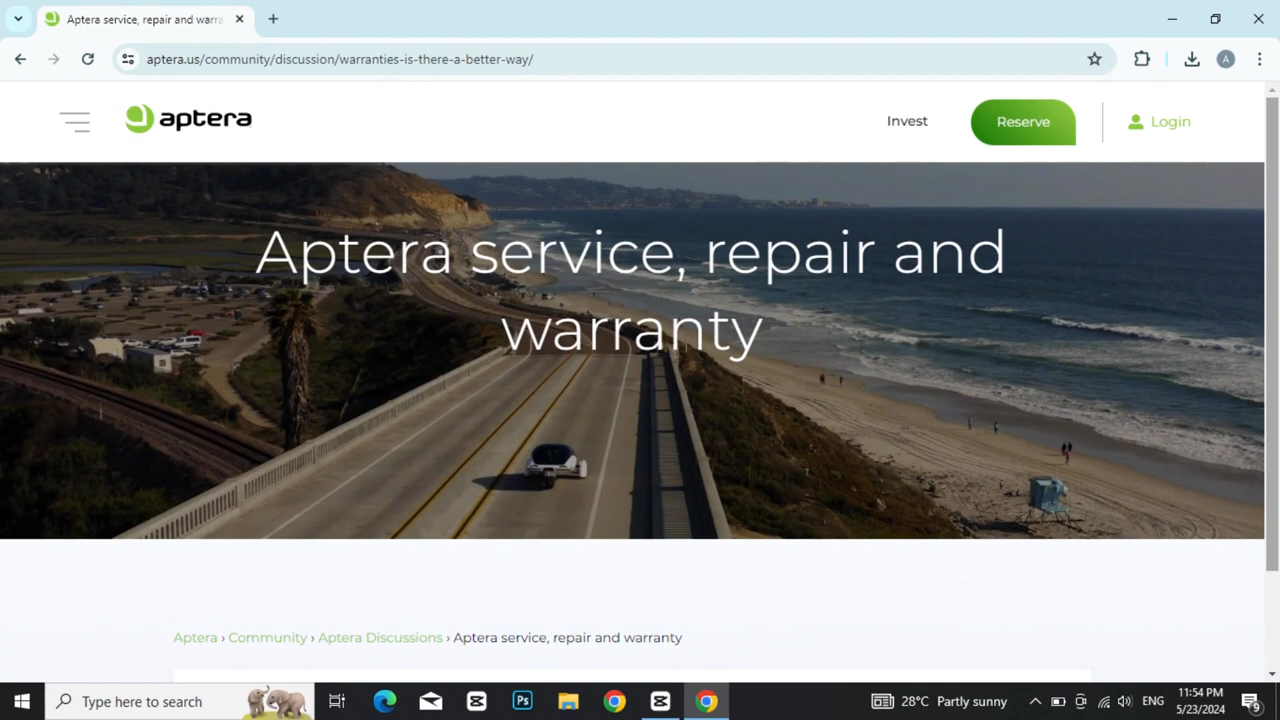 Aptera service, repair and warra
aptera.us/community/discussion/warranties-is-there-a-better-way/
A
aptera
Invest
Reserve
Login
Aptera service, repair and
warranty
Aptera › Community › Aptera Discussions › Aptera service, repair and warranty
Type here to search
Ps
28°C Partly sunny
ENG
11:54 PM
5/23/2024
9